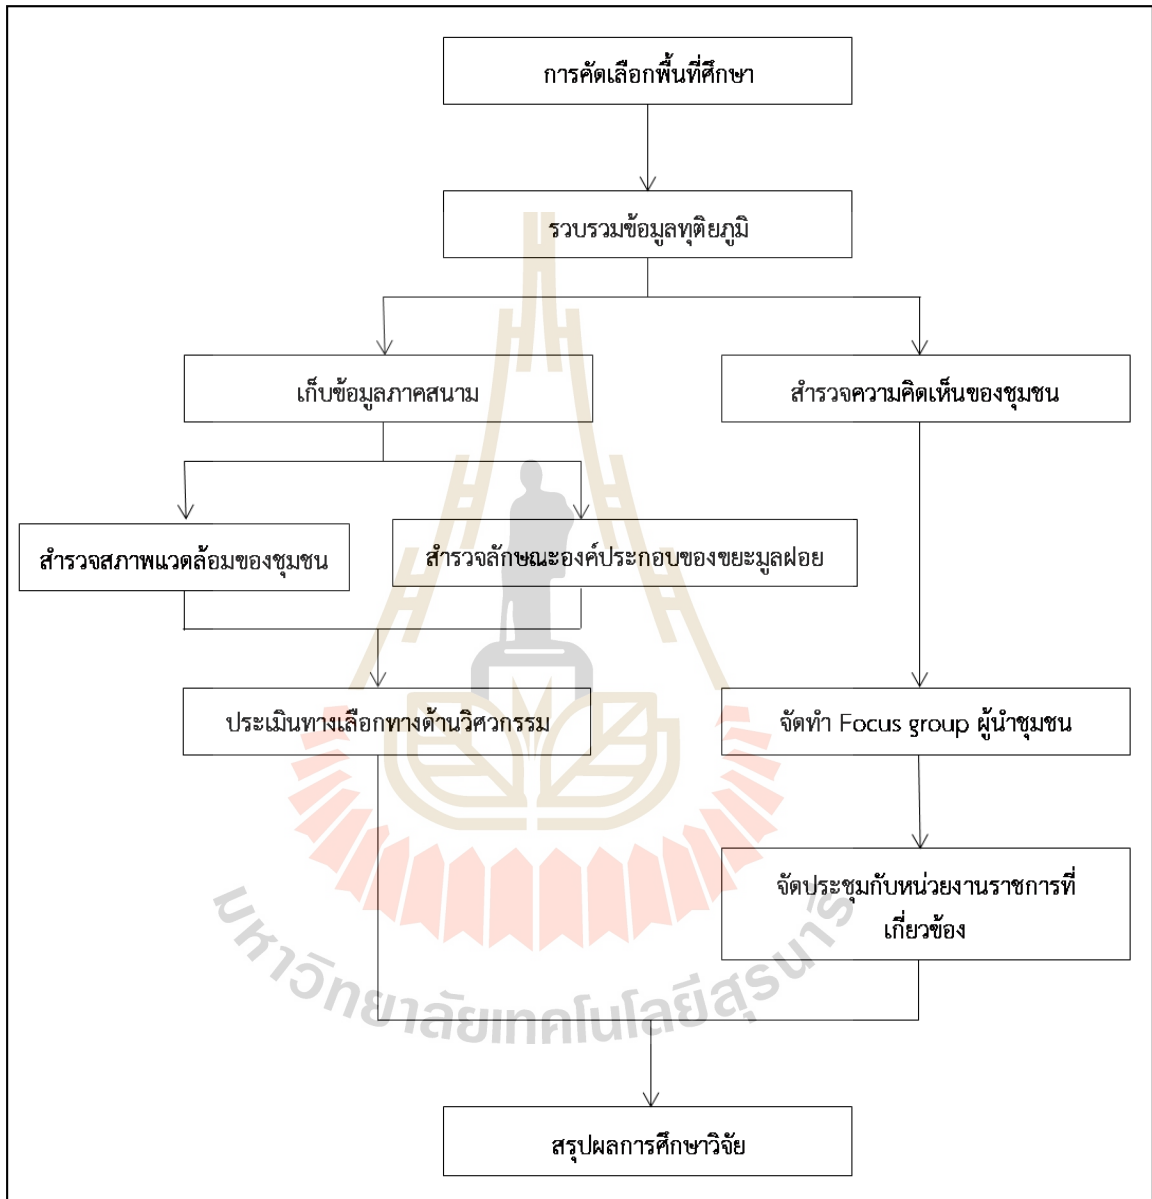 การคัดเลือกพื้นที่ศึกษา
รวบรวมข้อมูลทุติยภูมิ
เก็บข้อมูลภาคสนาม
สำรวจความคิดเห็นของชุมชน
สำรวจสภาพแวดล้อมของชุมชน
สำรวจลักษณะองค์ประกอบของขยะมูลฝอย
ประเมินทางเลือกทางด้านวิศวกรรม
จัดทำ Focus group ผู้นำชุมชน
จัดประชุมกับหน่วยงานราชการที่
เกี่ยวข้อง
มหาวิทยาลัยเทคโนโลยีสุรนารี
สรุปผลการศึกษาวิจัย